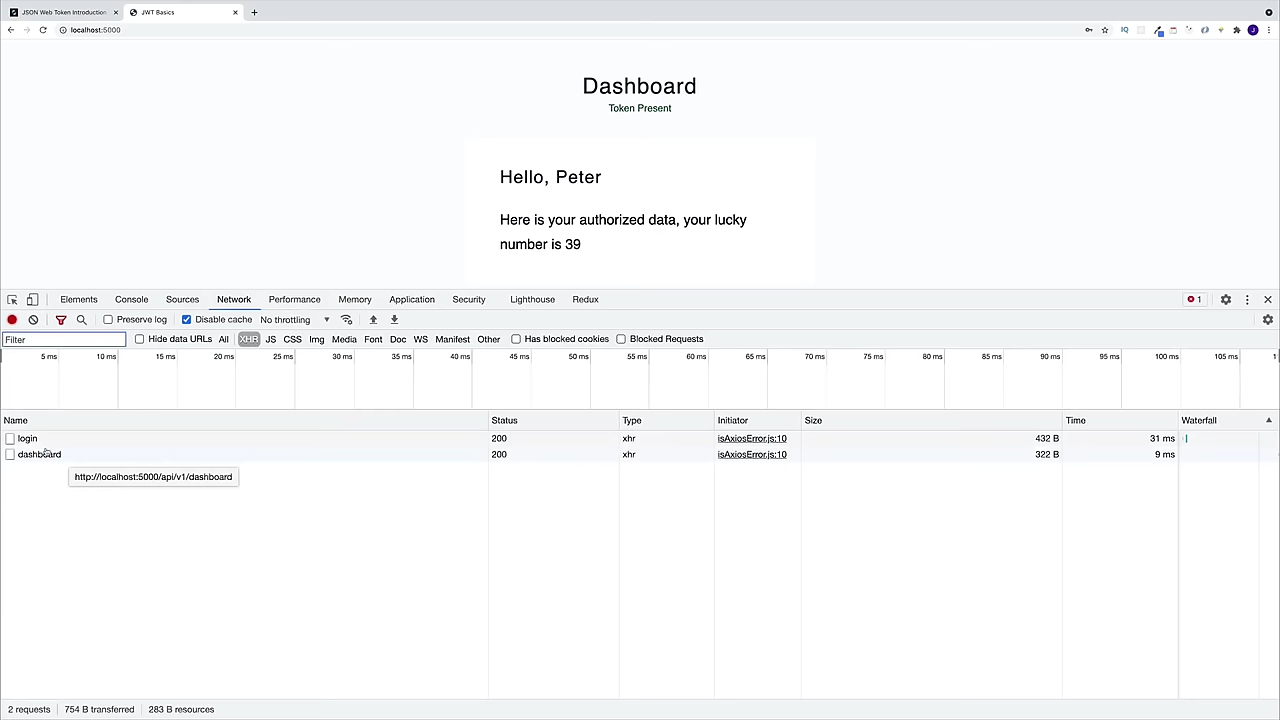 JSON Web Token Introduction
JWT Basics
localhost:5000
IQ
J
Dashboard
Token Present
Hello, Peter
Here is your authorized data, your lucky
number is 39
Elements Console Sources Network Performance Memory Application Security Lighthouse Redux 1
Preserve log Disable cache No throttling
Filter Hide data URLs All XHR JS CSS Img Media Font Doc WS Manifest Other Has blocked cookies Blocked Requests
5 ms 10 ms 15 ms 20 ms 25 ms 30 ms 35 ms 40 ms 45 ms 50 ms 55 ms 60 ms 65 ms 70 ms 75 ms 80 ms 85 ms 90 ms 95 ms 100 ms 105 ms 1
Name Status Type Initiator Size Time Waterfall
login 200 xhr isAxiosError.js:10 432 B 31 ms
dashboard 200 xhr isAxiosError.js:10 322 B 9 ms
http://localhost:5000/api/v1/dashboard
2 requests 754 B transferred 283 B resources